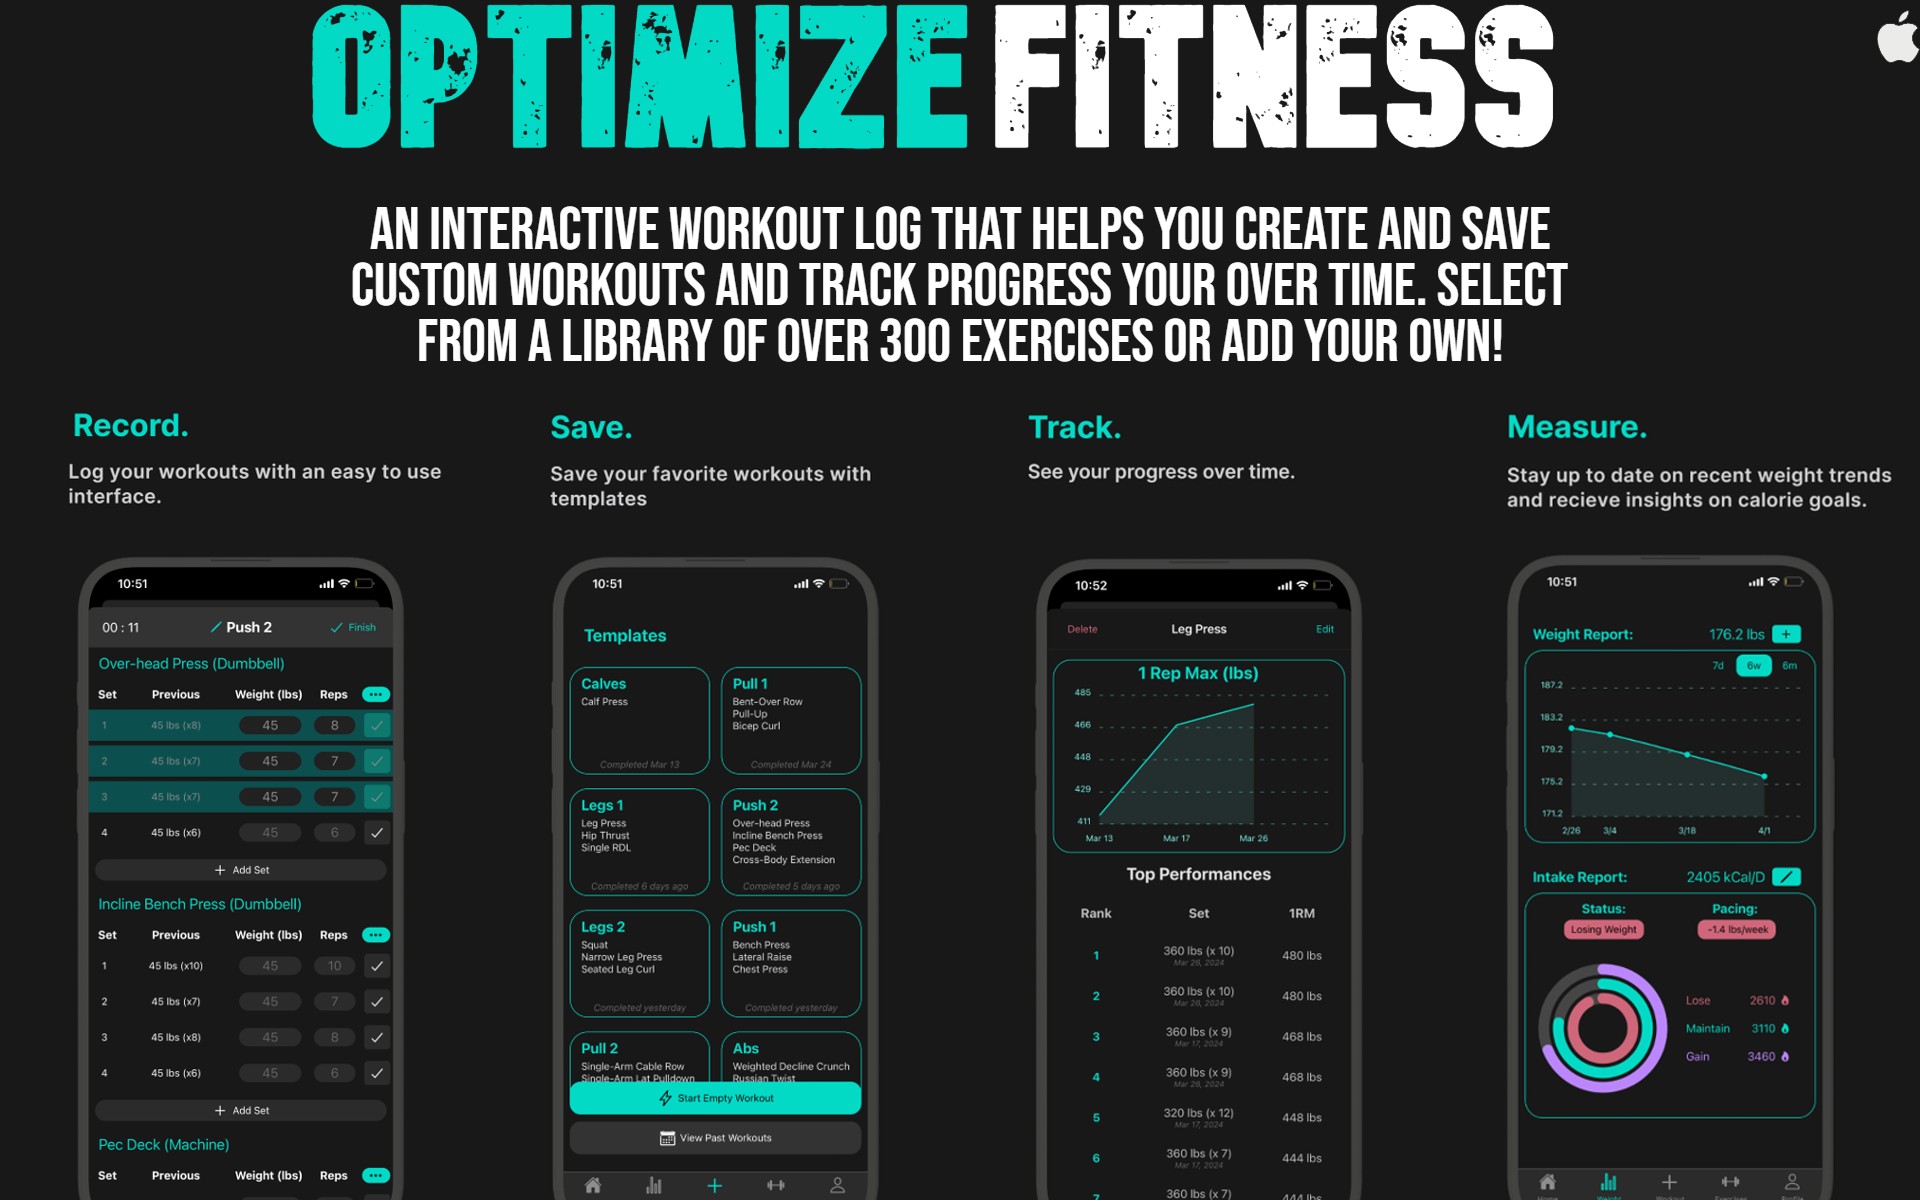 OPTIMIZE FITNESS
AN INTERACTIVE WORKOUT LOG THAT HELPS YOU CREATE AND SAVE
CUSTOM WORKOUTS AND TRACK PROGRESS YOUR OVER TIME. SELECT
FROM A LIBRARY OF OVER 300 EXERCISES OR ADD YOUR OWN!
Record.
Log your workouts with an easy to use
interface.
10:51
00 : 11 Push 2 Finish
Over-head Press (Dumbbell)
Set Previous Weight (lbs) Reps
1 45 lbs (x8) 45 8
2 45 lbs (x7) 45 7
3 45 lbs (x7) 45 7
4 45 lbs (x6) 45 6
+ Add Set
Incline Bench Press (Dumbbell)
Set Previous Weight (lbs) Reps
1 45 lbs (x10) 45 10
2 45 lbs (x7) 45 7
3 45 lbs (x8) 45 8
4 45 lbs (x6) 45 6
+ Add Set
Pec Deck (Machine)
Set Previous Weight (lbs) Reps
Save.
Save your favorite workouts with
templates
10:51
Templates
Calves
Calf Press
Completed Mar 13
Pull 1
Bent-Over Row
Pull-Up
Bicep Curl
Completed Mar 24
Legs 1
Leg Press
Hip Thrust
Single RDL
Completed 6 days ago
Push 2
Over-head Press
Incline Bench Press
Pec Deck
Cross-Body Extension
Completed 5 days ago
Legs 2
Squat
Narrow Leg Press
Seated Leg Curl
Completed yesterday
Push 1
Bench Press
Lateral Raise
Chest Press
Completed yesterday
Pull 2
Single-Arm Cable Row
Single-Arm Lat Pulldown
Abs
Weighted Decline Crunch
Russian Twist
Start Empty Workout
View Past Workouts
Track.
See your progress over time.
10:52
Delete Leg Press Edit
1 Rep Max (lbs)
485
466
448
429
411
Mar 13 Mar 17 Mar 26
Top Performances
Rank Set 1RM
1 360 lbs (x 10) 480 lbs
Mar 26, 2024
2 360 lbs (x 10) 480 lbs
Mar 26, 2024
3 360 lbs (x 9) 468 lbs
Mar 17, 2024
4 360 lbs (x 9) 468 lbs
Mar 26, 2024
5 320 lbs (x 12) 448 lbs
Mar 17, 2024
6 360 lbs (x 7) 444 lbs
Mar 17, 2024
7 360 lbs (x 7) 444 lbs
Measure.
Stay up to date on recent weight trends
and recieve insights on calorie goals.
10:51
Weight Report: 176.2 lbs +
7d 6w 6m
187.2
183.2
179.2
175.2
171.2
2/26 3/4 3/18 4/1
Intake Report: 2405 kCal/D
Status: Pacing:
Losing Weight -1.4 lbs/week
Lose 2610
Maintain 3110
Gain 3460